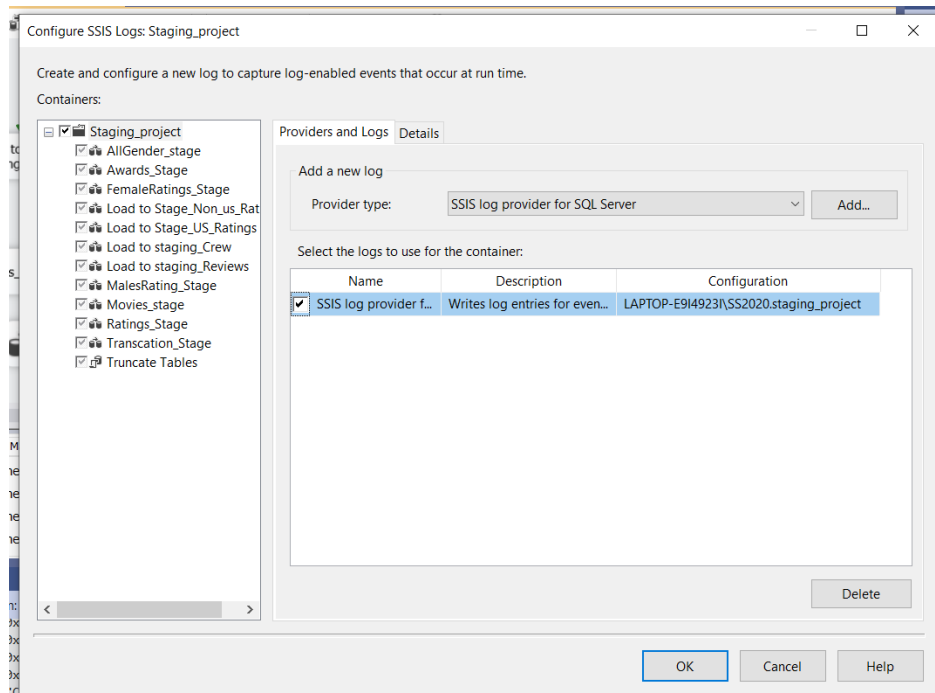 Configure SSIS Logs: Staging_project
Create and configure a new log to capture log-enabled events that occur at run time.
Containers:
Staging_project
AllGender_stage
Awards_Stage
FemaleRatings_Stage
Load to Stage_Non_us_Rat
Load to Stage_US_Ratings
Load to staging_Crew
Load to staging_Reviews
MalesRating_Stage
Movies_stage
Ratings_Stage
Transcation_Stage
Truncate Tables
Providers and Logs Details
Add a new log
Provider type: SSIS log provider for SQL Server Add...
Select the logs to use for the container:
Name Description Configuration
SSIS log provider f... Writes log entries for even... LAPTOP-E9I4923I\SS2020.staging_project
Delete
OK Cancel Help